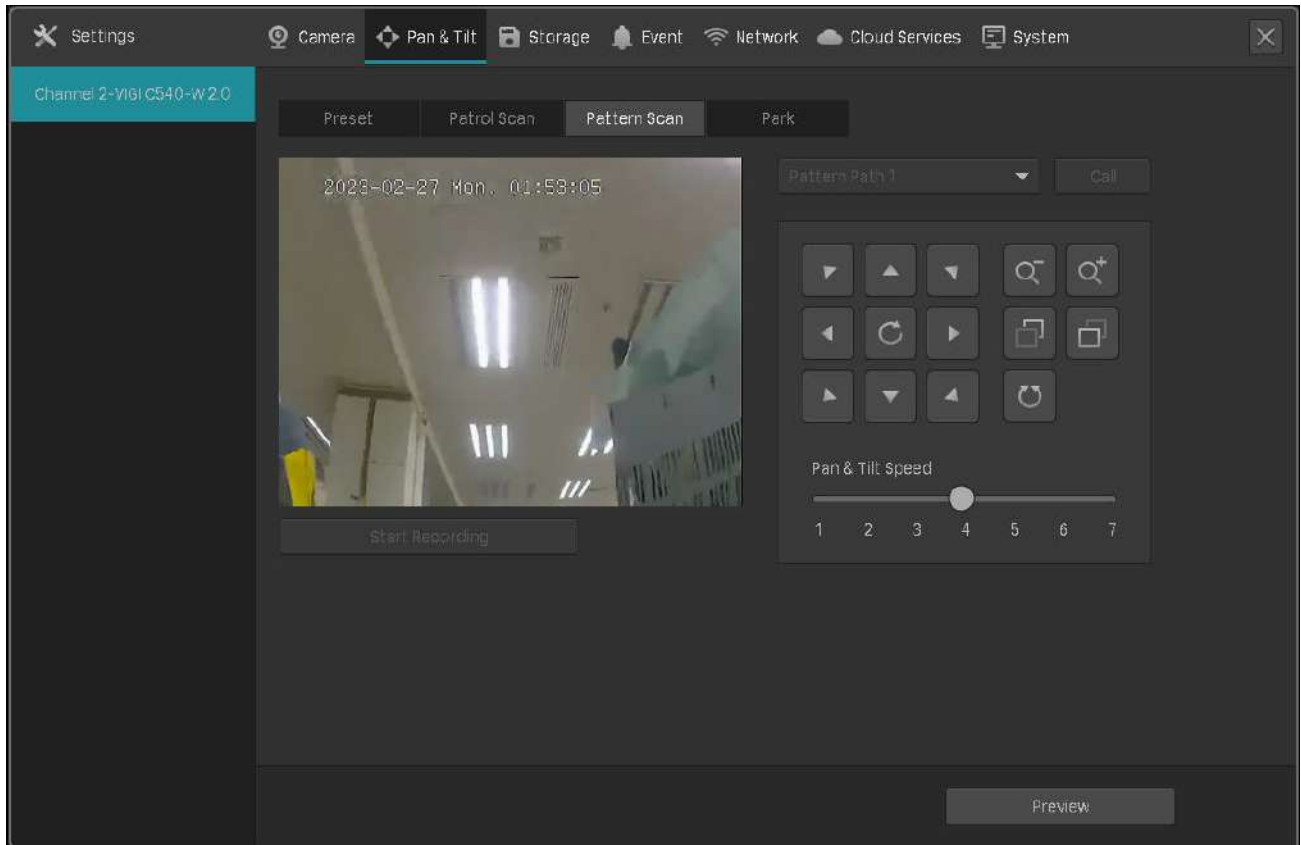 Settings
Camera
Pan & Tilt
Storage
Event
Network
Cloud Services
System
Channel 2-VIGI C540-W 2.0
Preset
Patrol Scan
Pattern Scan
Park
2023-02-27 Mon. 01:53:05
Pattern Path 1
Call
Pan & Tilt Speed
1 2 3 4 5 6 7
Start Recording
Preview